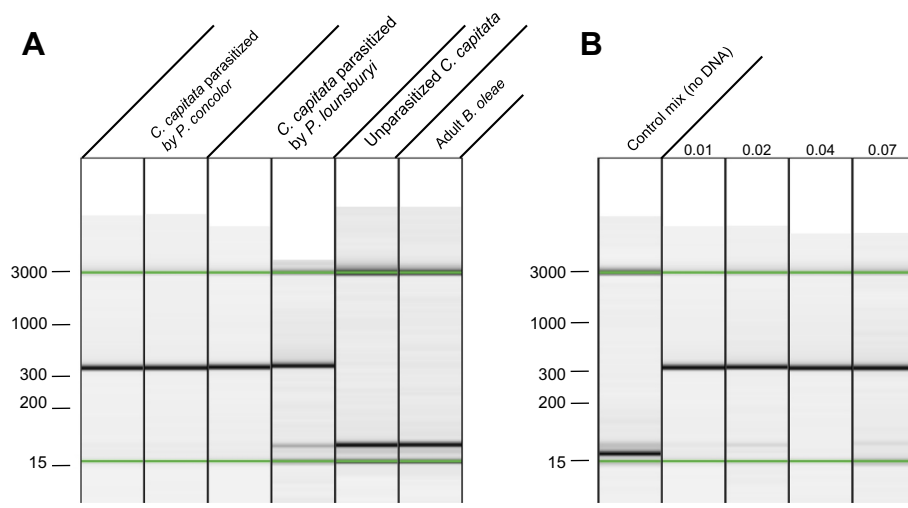 A
C. capitata parasitized
by P. concolor
C. capitata parasitized
by P. lounsburyi
Unparasitized C. capitata
Adult B. oleae
3000
1000
300
200
15
B
Control mix (no DNA)
0.01 0.02 0.04 0.07
3000
1000
300
200
15